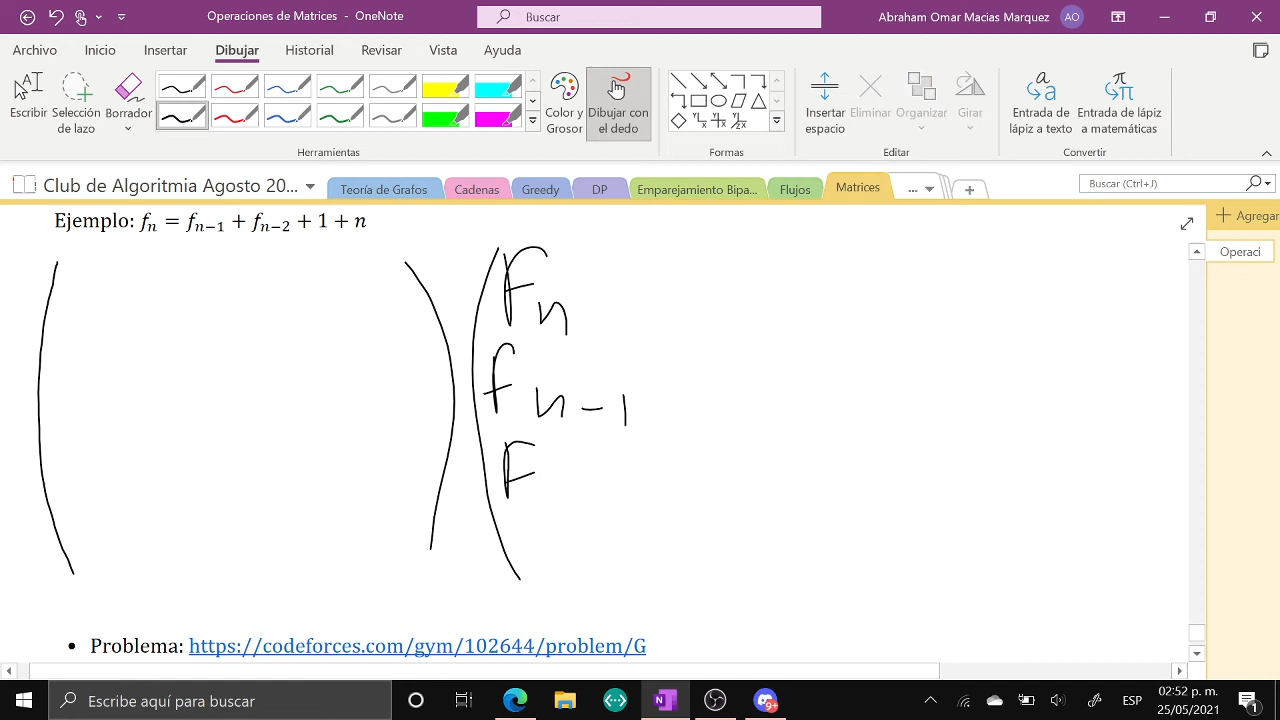 Operaciones de Matrices - OneNote
Buscar
Abraham Omar Macias Marquez
AO
Archivo Inicio Insertar Dibujar Historial Revisar Vista Ayuda
Escribir
Selección de lazo
Borrador
Color y Grosor
Dibujar con el dedo
Insertar espacio
Eliminar
Organizar
Girar
Entrada de lápiz a texto
Entrada de lápiz a matemáticas
Herramientas Formas Editar Convertir
Club de Algoritmia Agosto 20...
Teoría de Grafos Cadenas Greedy DP Emparejamiento Bipa... Flujos Matrices ...
Buscar (Ctrl+J)
Agregar
Operaci
Ejemplo: fₙ = fₙ₋₁ + fₙ₋₂ + 1 + n
fn
fn-1
F
• Problema: https://codeforces.com/gym/102644/problem/G
Escribe aquí para buscar
9+
ESP
02:52 p. m.
25/05/2021
1